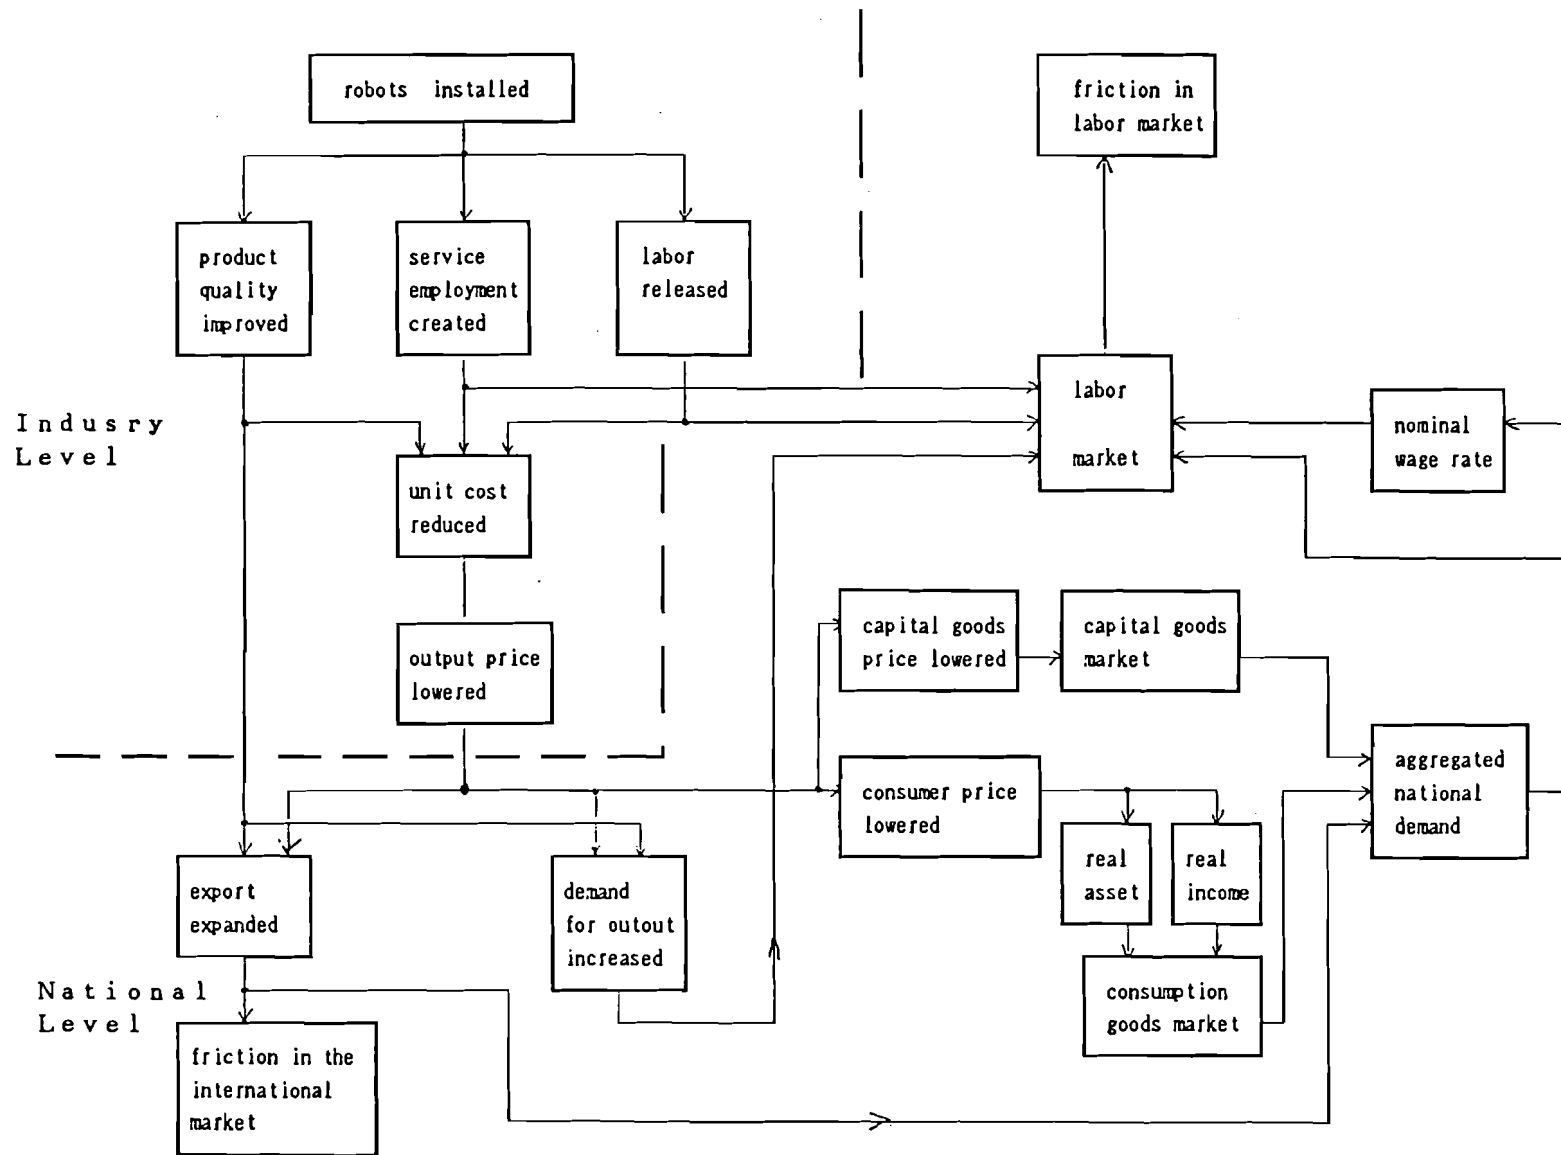 robots installed
friction in
labor market
product
quality
improved
service
employment
created
labor
released
labor
market
nominal
wage rate
Indusry
Level
unit cost
reduced
output price
lowered
capital goods
price lowered
capital goods
market
consumer price
lowered
aggregated
national
demand
real
asset
real
income
export
expanded
demand
for outout
increased
consumption
goods market
National
Level
friction in the
international
market